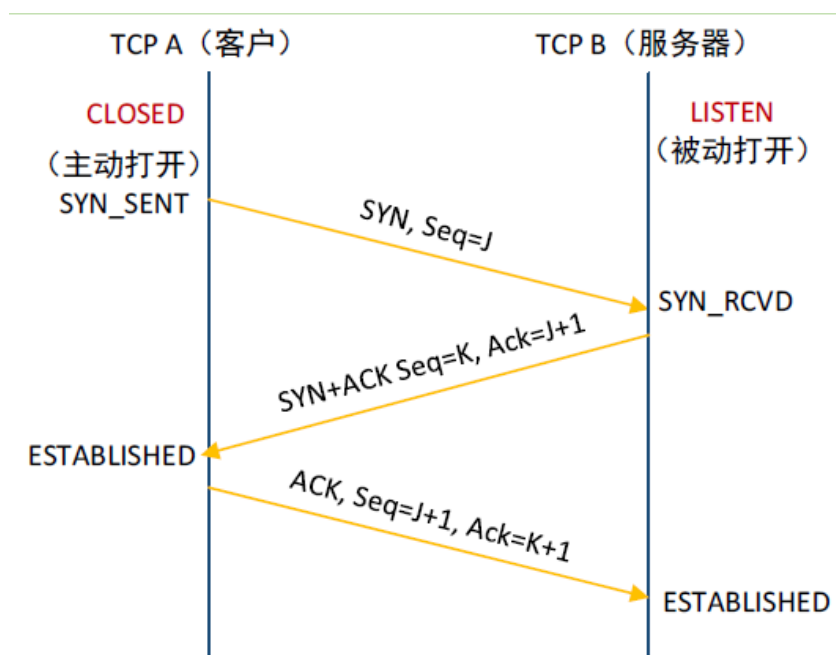 TCP A（客户）
TCP B（服务器）
CLOSED
LISTEN
（主动打开）
（被动打开）
SYN_SENT
SYN, Seq=J
SYN_RCVD
SYN+ACK Seq=K, Ack=J+1
ESTABLISHED
ACK, Seq=J+1, Ack=K+1
ESTABLISHED